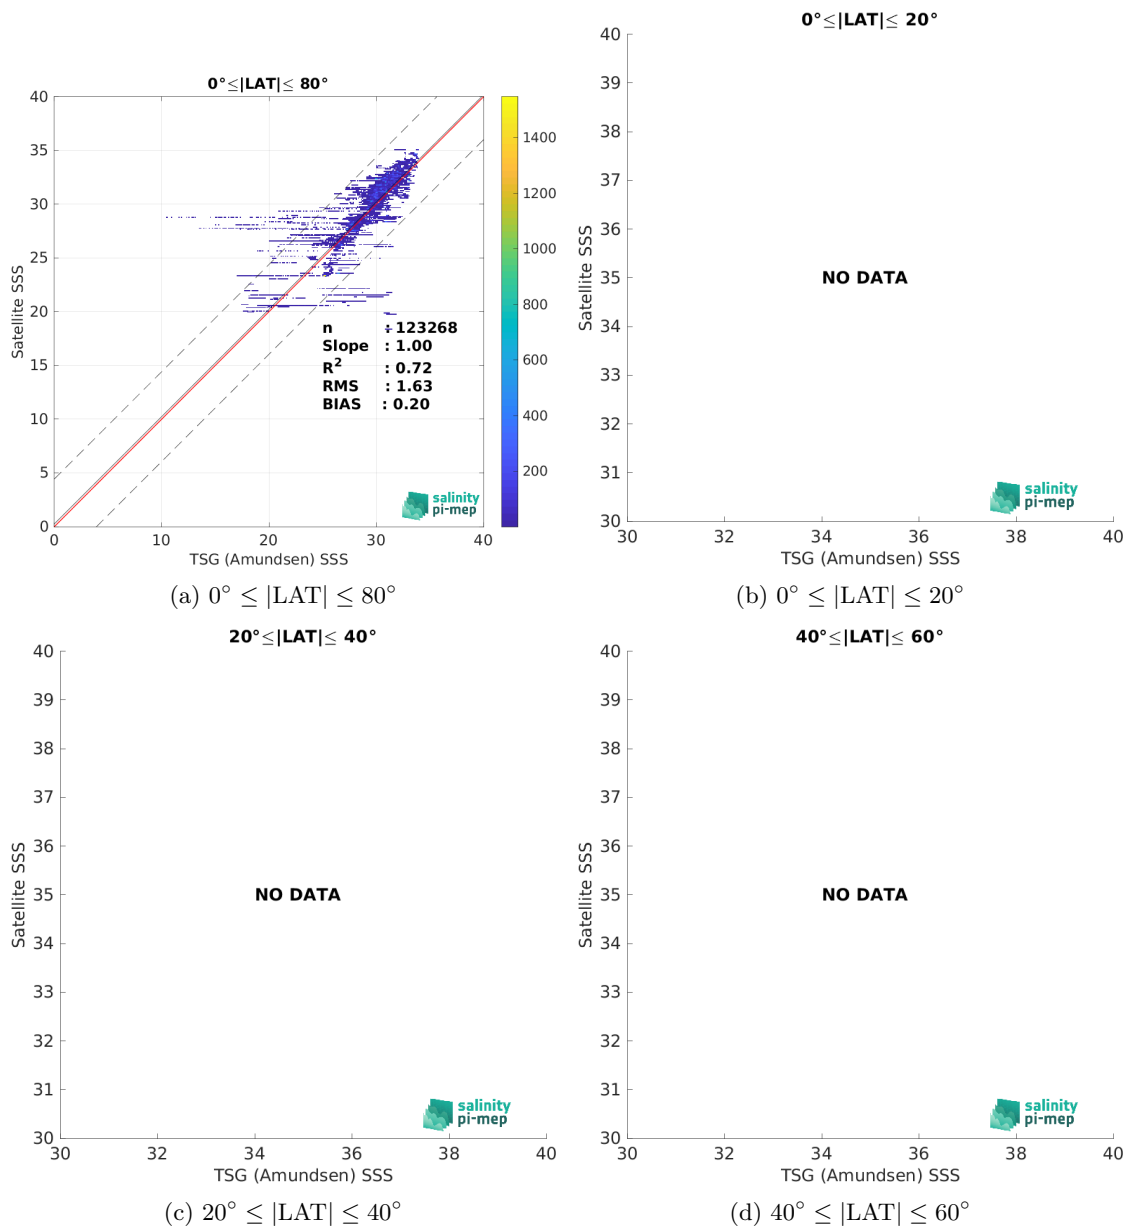 0°≤|LAT|≤ 80°
40
35
30
25
20
15
10
5
0
0
10
20
30
40
Satellite SSS
TSG (Amundsen) SSS
n : 123268
Slope : 1.00
R² : 0.72
RMS : 1.63
BIAS : 0.20
salinity
pi-mep
1400
1200
1000
800
600
400
200
(a) 0° ≤ |LAT| ≤ 80°
0°≤|LAT|≤ 20°
40
39
38
37
36
35
34
33
32
31
30
30
32
34
36
38
40
Satellite SSS
NO DATA
salinity
pi-mep
TSG (Amundsen) SSS
(b) 0° ≤ |LAT| ≤ 20°
20°≤|LAT|≤ 40°
40
39
38
37
36
35
34
33
32
31
30
30
32
34
36
38
40
Satellite SSS
NO DATA
salinity
pi-mep
TSG (Amundsen) SSS
(c) 20° ≤ |LAT| ≤ 40°
40°≤|LAT|≤ 60°
40
39
38
37
36
35
34
33
32
31
30
30
32
34
36
38
40
Satellite SSS
NO DATA
salinity
pi-mep
TSG (Amundsen) SSS
(d) 40° ≤ |LAT| ≤ 60°